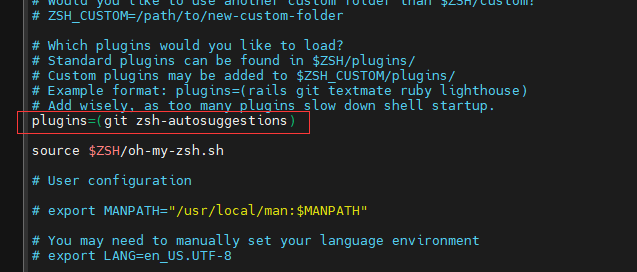 # Would you like to use another custom folder than $ZSH/custom?
# ZSH_CUSTOM=/path/to/new-custom-folder
# Which plugins would you like to load?
# Standard plugins can be found in $ZSH/plugins/
# Custom plugins may be added to $ZSH_CUSTOM/plugins/
# Example format: plugins=(rails git textmate ruby lighthouse)
# Add wisely, as too many plugins slow down shell startup.
plugins=(git zsh-autosuggestions)
source $ZSH/oh-my-zsh.sh
# User configuration
# export MANPATH="/usr/local/man:$MANPATH"
# You may need to manually set your language environment
# export LANG=en_US.UTF-8